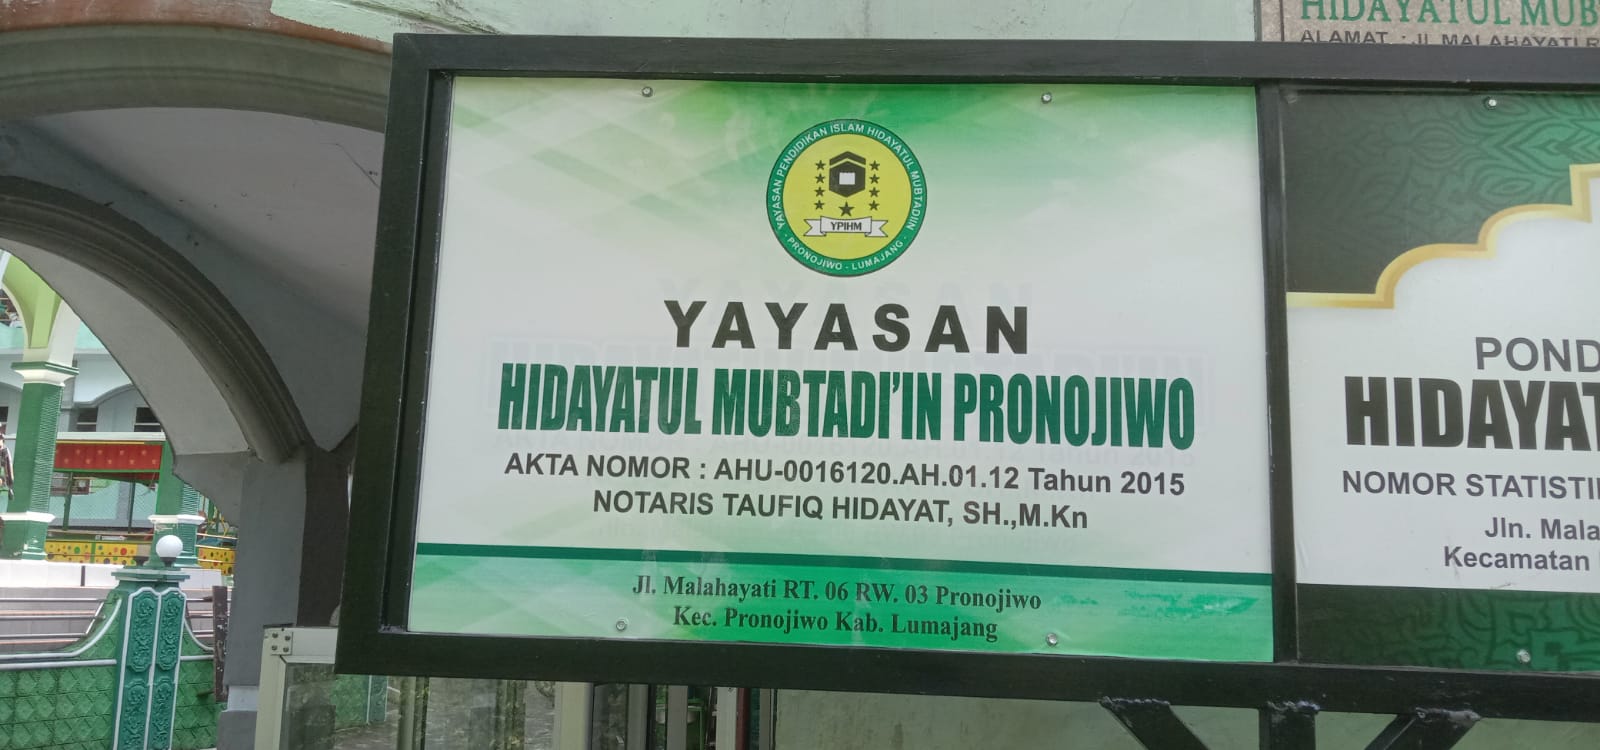 HIDAYATUL MUB
ALAMAT : Jl. MALAHAYATI R
YAYASAN PENDIDIKAN ISLAM HIDAYATUL MUBTADIIN
YPIHM
PRONOJIWO - LUMAJANG
YAYASAN
HIDAYATUL MUBTADI'IN PRONOJIWO
AKTA NOMOR : AHU-0016120.AH.01.12 Tahun 2015
NOTARIS TAUFIQ HIDAYAT, SH.,M.Kn
Jl. Malahayati RT. 06 RW. 03 Pronojiwo
Kec. Pronojiwo Kab. Lumajang
POND
HIDAYAT
NOMOR STATISTI
Jln. Mala
Kecamatan